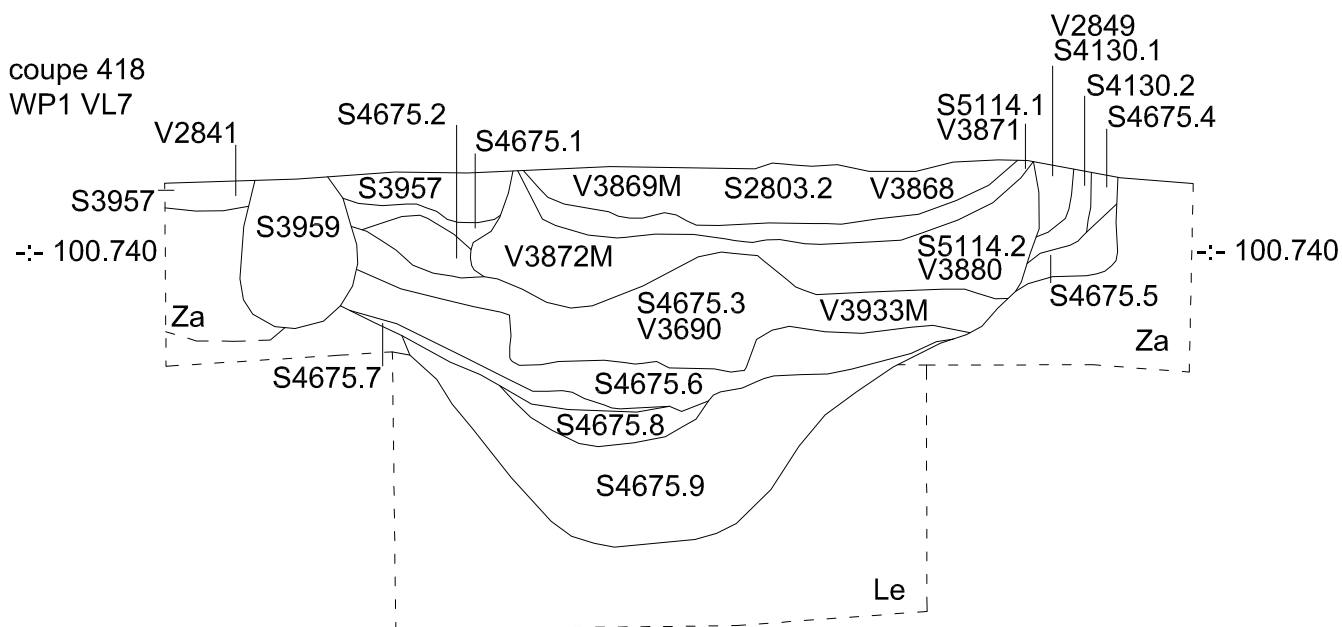 coupe 418
WP1 VL7
V2841
S4675.2
S4675.1
S5114.1
V3871
V2849
S4130.1
S4130.2
S4675.4
S3957
S3957
V3869M
S2803.2
V3868
S3959
-:- 100.740
V3872M
S5114.2
V3880
-:- 100.740
S4675.5
S4675.3
V3690
V3933M
Za
Za
S4675.7
S4675.6
S4675.8
S4675.9
Le